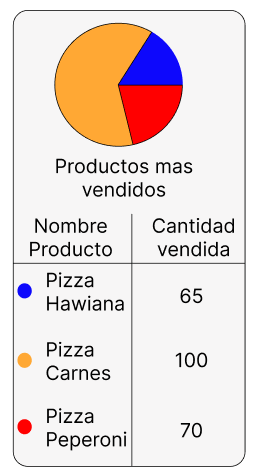 Productos mas
vendidos
Nombre
Producto
Cantidad
vendida
Pizza
Hawiana
65
Pizza
Carnes
100
Pizza
Peperoni
70